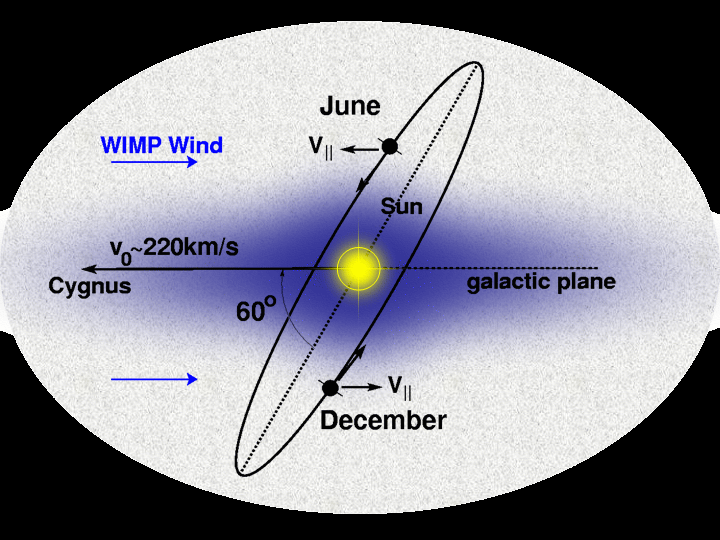 June
WIMP Wind
V||
Sun
v0~220km/s
Cygnus
galactic plane
60o
V||
December